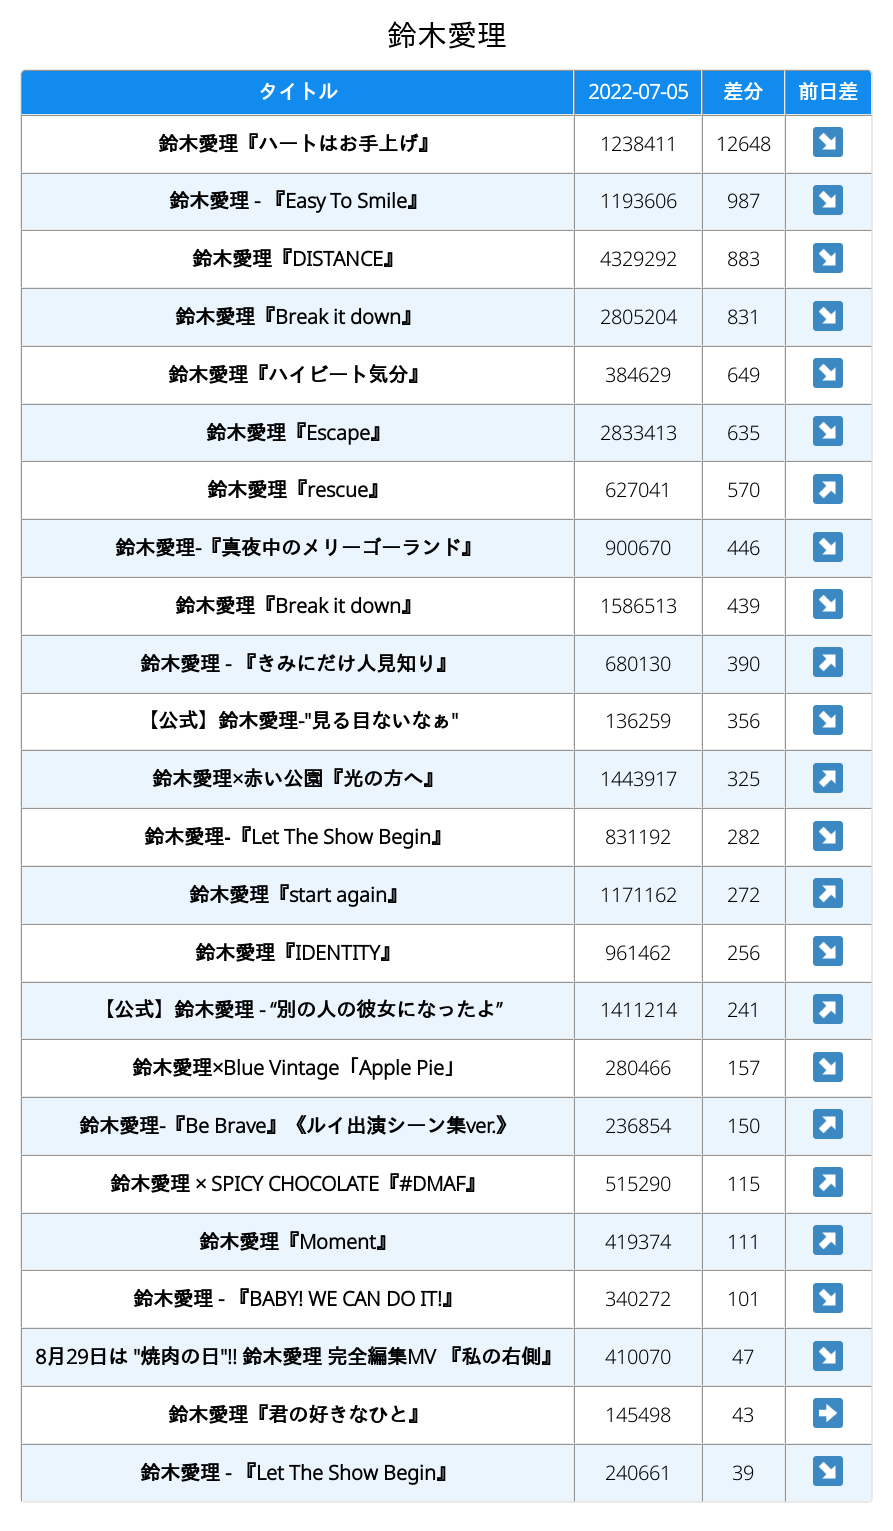 鈴木愛理
タイトル 2022-07-05 差分 前日差
鈴木愛理『ハートはお手上げ』 1238411 12648
鈴木愛理 - 『Easy To Smile』 1193606 987
鈴木愛理『DISTANCE』 4329292 883
鈴木愛理『Break it down』 2805204 831
鈴木愛理『ハイビート気分』 384629 649
鈴木愛理『Escape』 2833413 635
鈴木愛理『rescue』 627041 570
鈴木愛理-『真夜中のメリーゴーランド』 900670 446
鈴木愛理『Break it down』 1586513 439
鈴木愛理 - 『きみにだけ人見知り』 680130 390
【公式】鈴木愛理-"見る目ないなぁ" 136259 356
鈴木愛理×赤い公園『光の方へ』 1443917 325
鈴木愛理-『Let The Show Begin』 831192 282
鈴木愛理『start again』 1171162 272
鈴木愛理『IDENTITY』 961462 256
【公式】鈴木愛理 - “別の人の彼女になったよ” 1411214 241
鈴木愛理×Blue Vintage「Apple Pie」 280466 157
鈴木愛理-『Be Brave』《ルイ出演シーン集ver.》 236854 150
鈴木愛理 × SPICY CHOCOLATE『#DMAF』 515290 115
鈴木愛理『Moment』 419374 111
鈴木愛理 - 『BABY! WE CAN DO IT!』 340272 101
8月29日は "焼肉の日"!! 鈴木愛理 完全編集MV 『私の右側』 410070 47
鈴木愛理『君の好きなひと』 145498 43
鈴木愛理 - 『Let The Show Begin』 240661 39